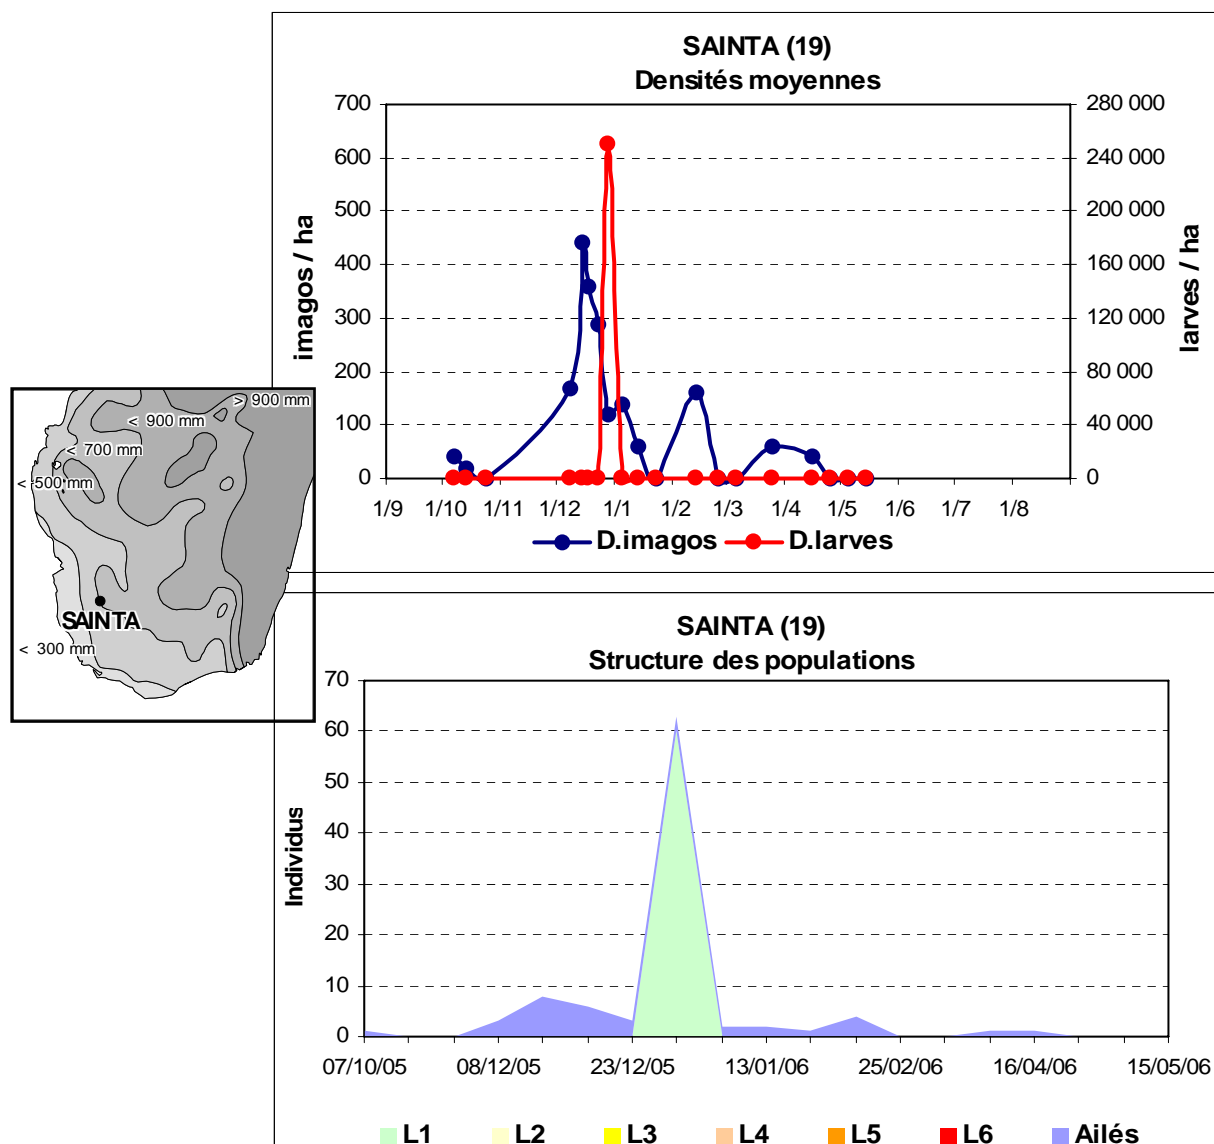 SAINTA (19)
Densités moyennes
700
600
500
400
300
200
100
0
imagos / ha
280 000
240 000
200 000
160 000
120 000
80 000
40 000
0
larves / ha
1/9 1/10 1/11 1/12 1/1 1/2 1/3 1/4 1/5 1/6 1/7 1/8
D.imagos D.larves
> 900 mm
< 900 mm
< 700 mm
< 500 mm
SAINTA
< 300 mm
SAINTA (19)
Structure des populations
70
60
50
40
30
20
10
0
Individus
07/10/05 08/12/05 23/12/05 13/01/06 25/02/06 16/04/06 15/05/06
L1 L2 L3 L4 L5 L6 Ailés